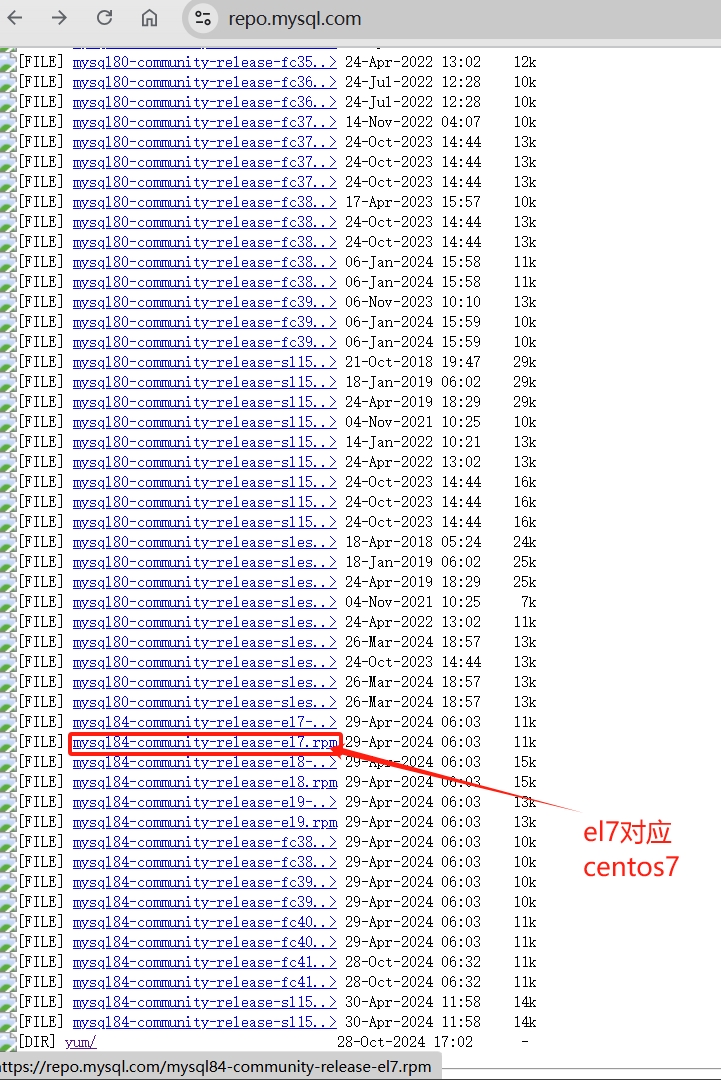 repo.mysql.com
[FILE] mysql80-community-release-fc35..> 24-Apr-2022 13:02 12k
[FILE] mysql80-community-release-fc36..> 24-Jul-2022 12:28 10k
[FILE] mysql80-community-release-fc36..> 24-Jul-2022 12:28 10k
[FILE] mysql80-community-release-fc37..> 14-Nov-2022 04:07 10k
[FILE] mysql80-community-release-fc37..> 24-Oct-2023 14:44 13k
[FILE] mysql80-community-release-fc37..> 24-Oct-2023 14:44 13k
[FILE] mysql80-community-release-fc37..> 24-Oct-2023 14:44 13k
[FILE] mysql80-community-release-fc38..> 17-Apr-2023 15:57 10k
[FILE] mysql80-community-release-fc38..> 24-Oct-2023 14:44 13k
[FILE] mysql80-community-release-fc38..> 24-Oct-2023 14:44 13k
[FILE] mysql80-community-release-fc38..> 06-Jan-2024 15:58 11k
[FILE] mysql80-community-release-fc38..> 06-Jan-2024 15:58 11k
[FILE] mysql80-community-release-fc39..> 06-Nov-2023 10:10 13k
[FILE] mysql80-community-release-fc39..> 06-Jan-2024 15:59 10k
[FILE] mysql80-community-release-fc39..> 06-Jan-2024 15:59 10k
[FILE] mysql80-community-release-sl15..> 21-Oct-2018 19:47 29k
[FILE] mysql80-community-release-sl15..> 18-Jan-2019 06:02 29k
[FILE] mysql80-community-release-sl15..> 24-Apr-2019 18:29 29k
[FILE] mysql80-community-release-sl15..> 04-Nov-2021 10:25 10k
[FILE] mysql80-community-release-sl15..> 14-Jan-2022 10:21 13k
[FILE] mysql80-community-release-sl15..> 24-Apr-2022 13:02 13k
[FILE] mysql80-community-release-sl15..> 24-Oct-2023 14:44 16k
[FILE] mysql80-community-release-sl15..> 24-Oct-2023 14:44 16k
[FILE] mysql80-community-release-sl15..> 24-Oct-2023 14:44 16k
[FILE] mysql80-community-release-sles..> 18-Apr-2018 05:24 24k
[FILE] mysql80-community-release-sles..> 18-Jan-2019 06:02 25k
[FILE] mysql80-community-release-sles..> 24-Apr-2019 18:29 25k
[FILE] mysql80-community-release-sles..> 04-Nov-2021 10:25 7k
[FILE] mysql80-community-release-sles..> 24-Apr-2022 13:02 11k
[FILE] mysql80-community-release-sles..> 26-Mar-2024 18:57 13k
[FILE] mysql80-community-release-sles..> 24-Oct-2023 14:44 13k
[FILE] mysql80-community-release-sles..> 26-Mar-2024 18:57 13k
[FILE] mysql80-community-release-sles..> 26-Mar-2024 18:57 13k
[FILE] mysql84-community-release-el7-..> 29-Apr-2024 06:03 11k
[FILE] mysql84-community-release-el7.rpm 29-Apr-2024 06:03 11k
[FILE] mysql84-community-release-el8-..> 29-Apr-2024 06:03 15k
[FILE] mysql84-community-release-el8.rpm 29-Apr-2024 06:03 15k
[FILE] mysql84-community-release-el9-..> 29-Apr-2024 06:03 13k
[FILE] mysql84-community-release-el9.rpm 29-Apr-2024 06:03 13k
[FILE] mysql84-community-release-fc38..> 29-Apr-2024 06:03 10k
[FILE] mysql84-community-release-fc38..> 29-Apr-2024 06:03 10k
[FILE] mysql84-community-release-fc39..> 29-Apr-2024 06:03 10k
[FILE] mysql84-community-release-fc39..> 29-Apr-2024 06:03 10k
[FILE] mysql84-community-release-fc40..> 29-Apr-2024 06:03 11k
[FILE] mysql84-community-release-fc40..> 29-Apr-2024 06:03 11k
[FILE] mysql84-community-release-fc41..> 28-Oct-2024 06:32 11k
[FILE] mysql84-community-release-fc41..> 28-Oct-2024 06:32 11k
[FILE] mysql84-community-release-sl15..> 30-Apr-2024 11:58 14k
[FILE] mysql84-community-release-sl15..> 30-Apr-2024 11:58 14k
[DIR] yum/ 28-Oct-2024 17:02 -
el7对应
centos7
ttps://repo.mysql.com/mysql84-community-release-el7.rpm